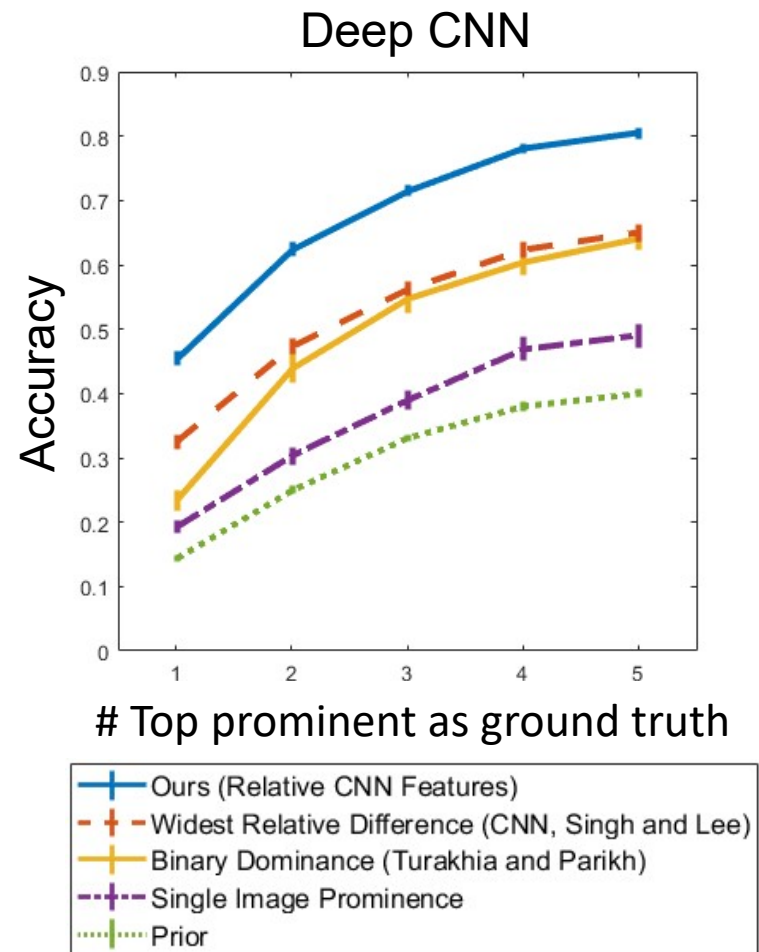 Deep CNN
0.9
0.8
0.7
0.6
0.5
0.4
0.3
0.2
0.1
0
Accuracy
1 2 3 4 5
# Top prominent as ground truth
Ours (Relative CNN Features)
Widest Relative Difference (CNN, Singh and Lee)
Binary Dominance (Turakhia and Parikh)
Single Image Prominence
Prior